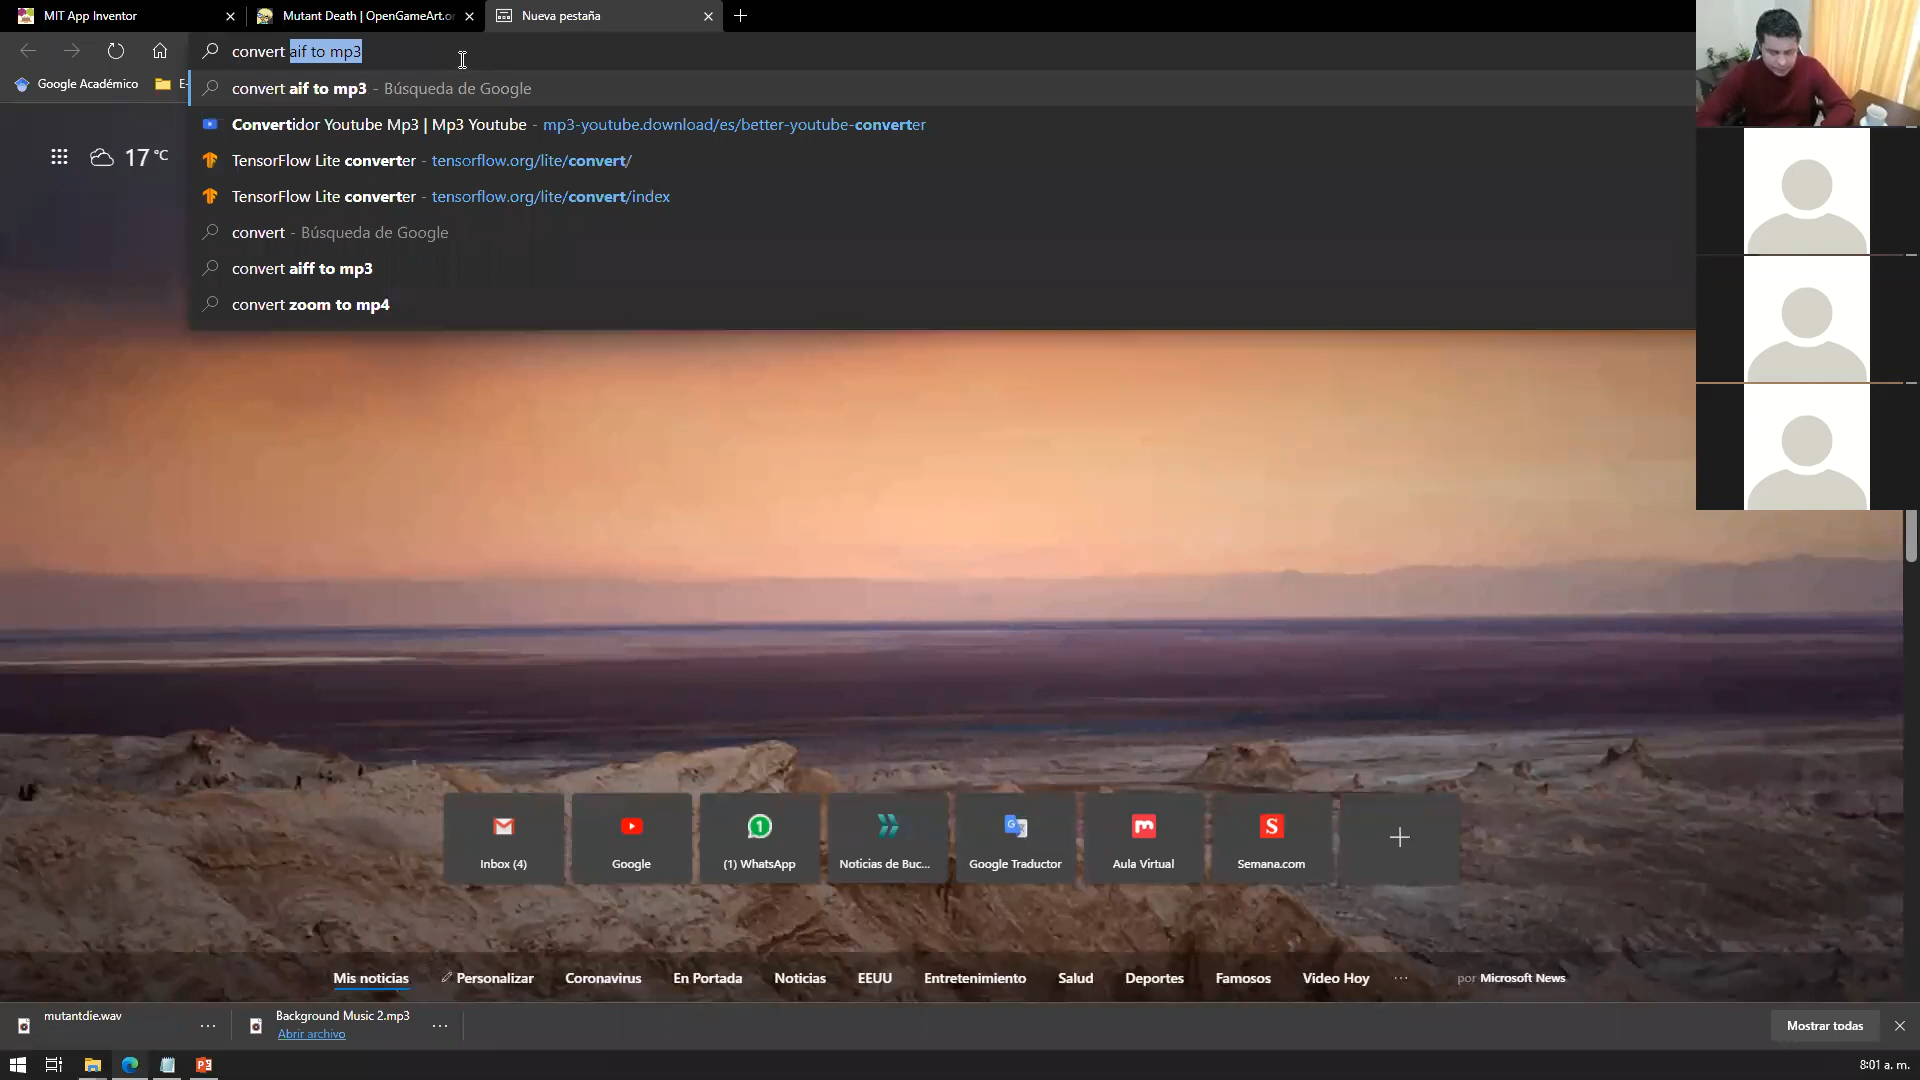 MIT App Inventor
Mutant Death | OpenGameArt.or
Nueva pestaña
convert aif to mp3
Google Académico
E-
convert aif to mp3 - Búsqueda de Google
Convertidor Youtube Mp3 | Mp3 Youtube - mp3-youtube.download/es/better-youtube-converter
TensorFlow Lite converter - tensorflow.org/lite/convert/
TensorFlow Lite converter - tensorflow.org/lite/convert/index
convert - Búsqueda de Google
convert aiff to mp3
convert zoom to mp4
17 °C
Inbox (4)
Google
1
(1) WhatsApp
Noticias de Buc...
G
Google Traductor
m
Aula Virtual
S
Semana.com
Mis noticias
Personalizar
Coronavirus
En Portada
Noticias
EEUU
Entretenimiento
Salud
Deportes
Famosos
Video Hoy
...
por Microsoft News
mutantdie.wav
...
Background Music 2.mp3
Abrir archivo
...
Mostrar todas
8:01 a. m.